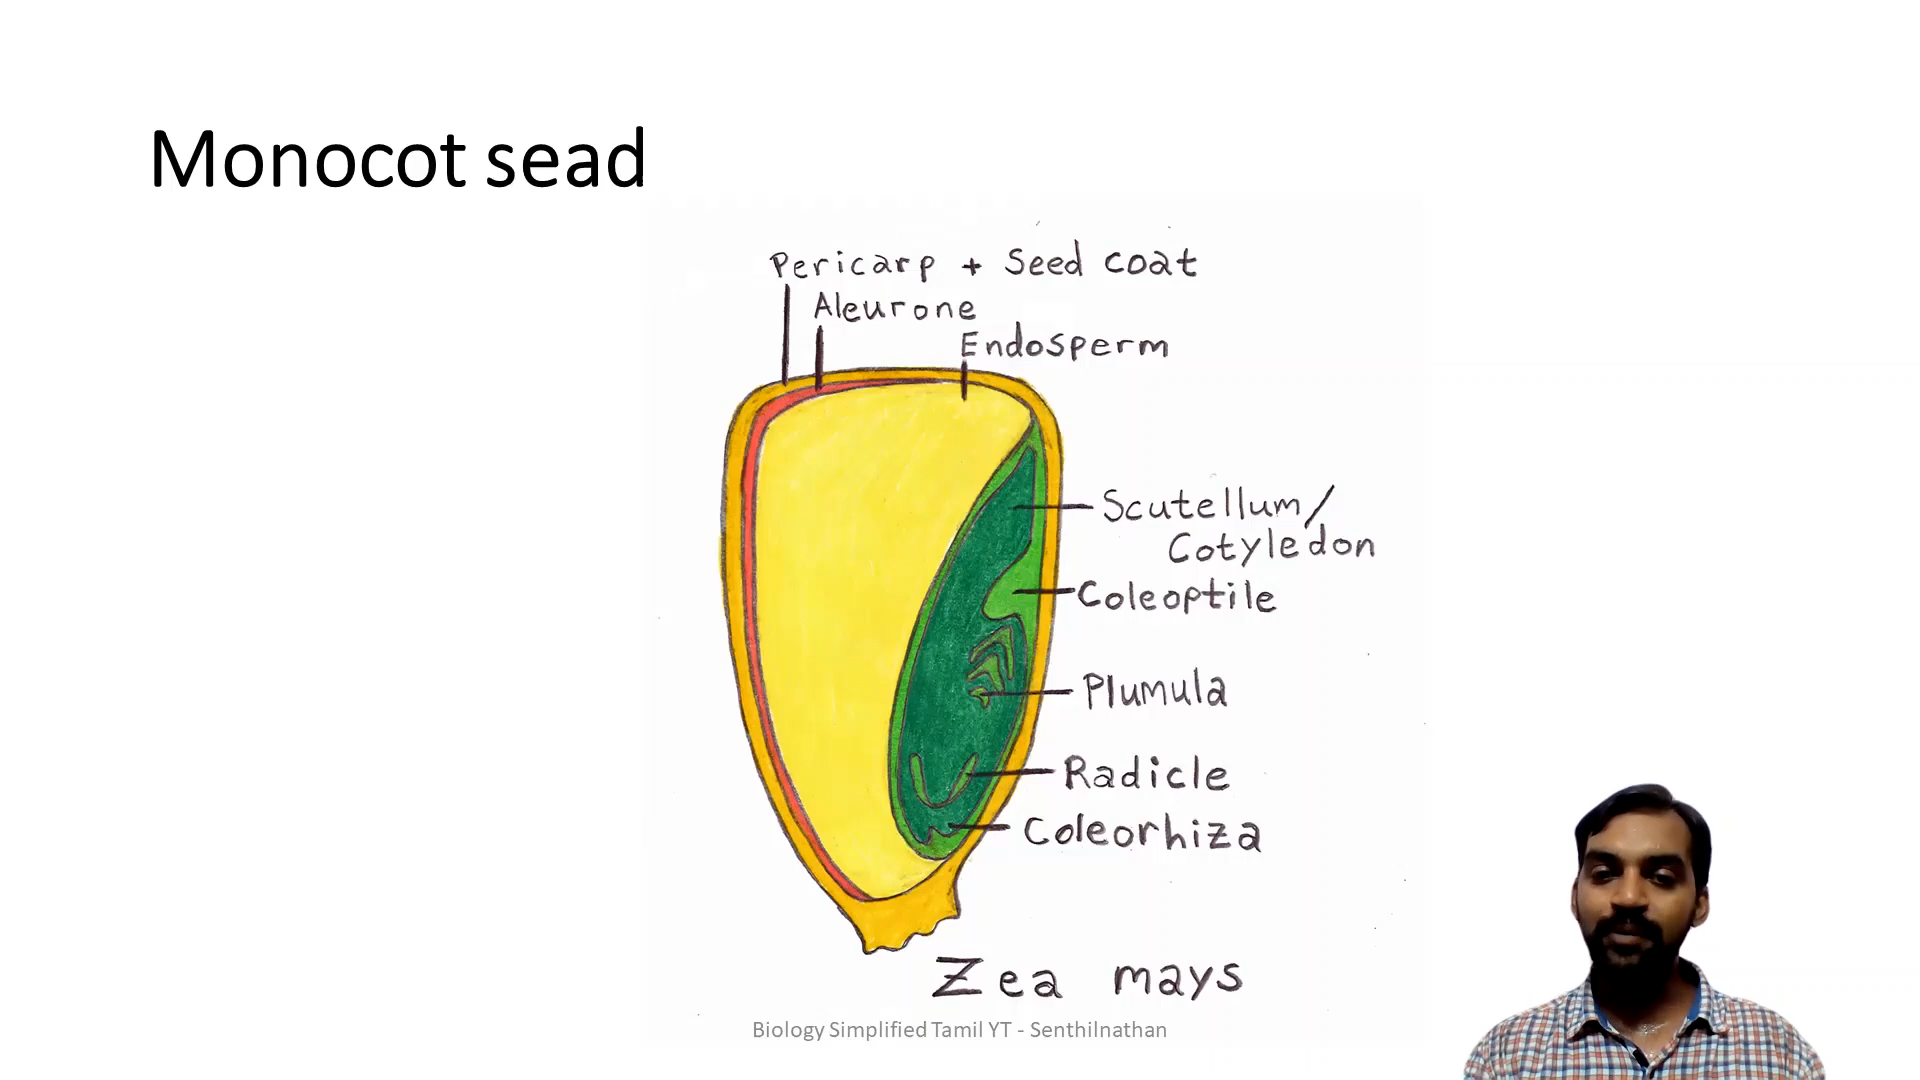 Monocot sead
Pericarp + Seed coat
Aleurone
Endosperm
Scutellum/
Cotyledon
Coleoptile
Plumula
Radicle
Coleorhiza
Zea mays
Biology Simplified Tamil YT - Senthilnathan